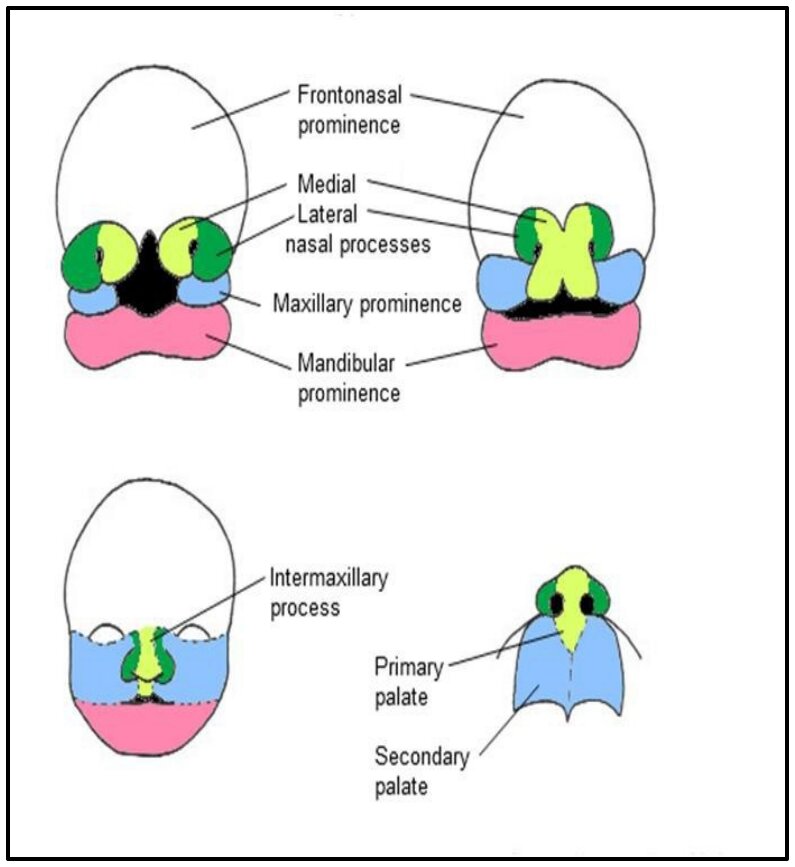 Frontonasal
prominence
Medial
Lateral
nasal processes
Maxillary prominence
Mandibular
prominence
Intermaxillary
process
Primary
palate
Secondary
palate